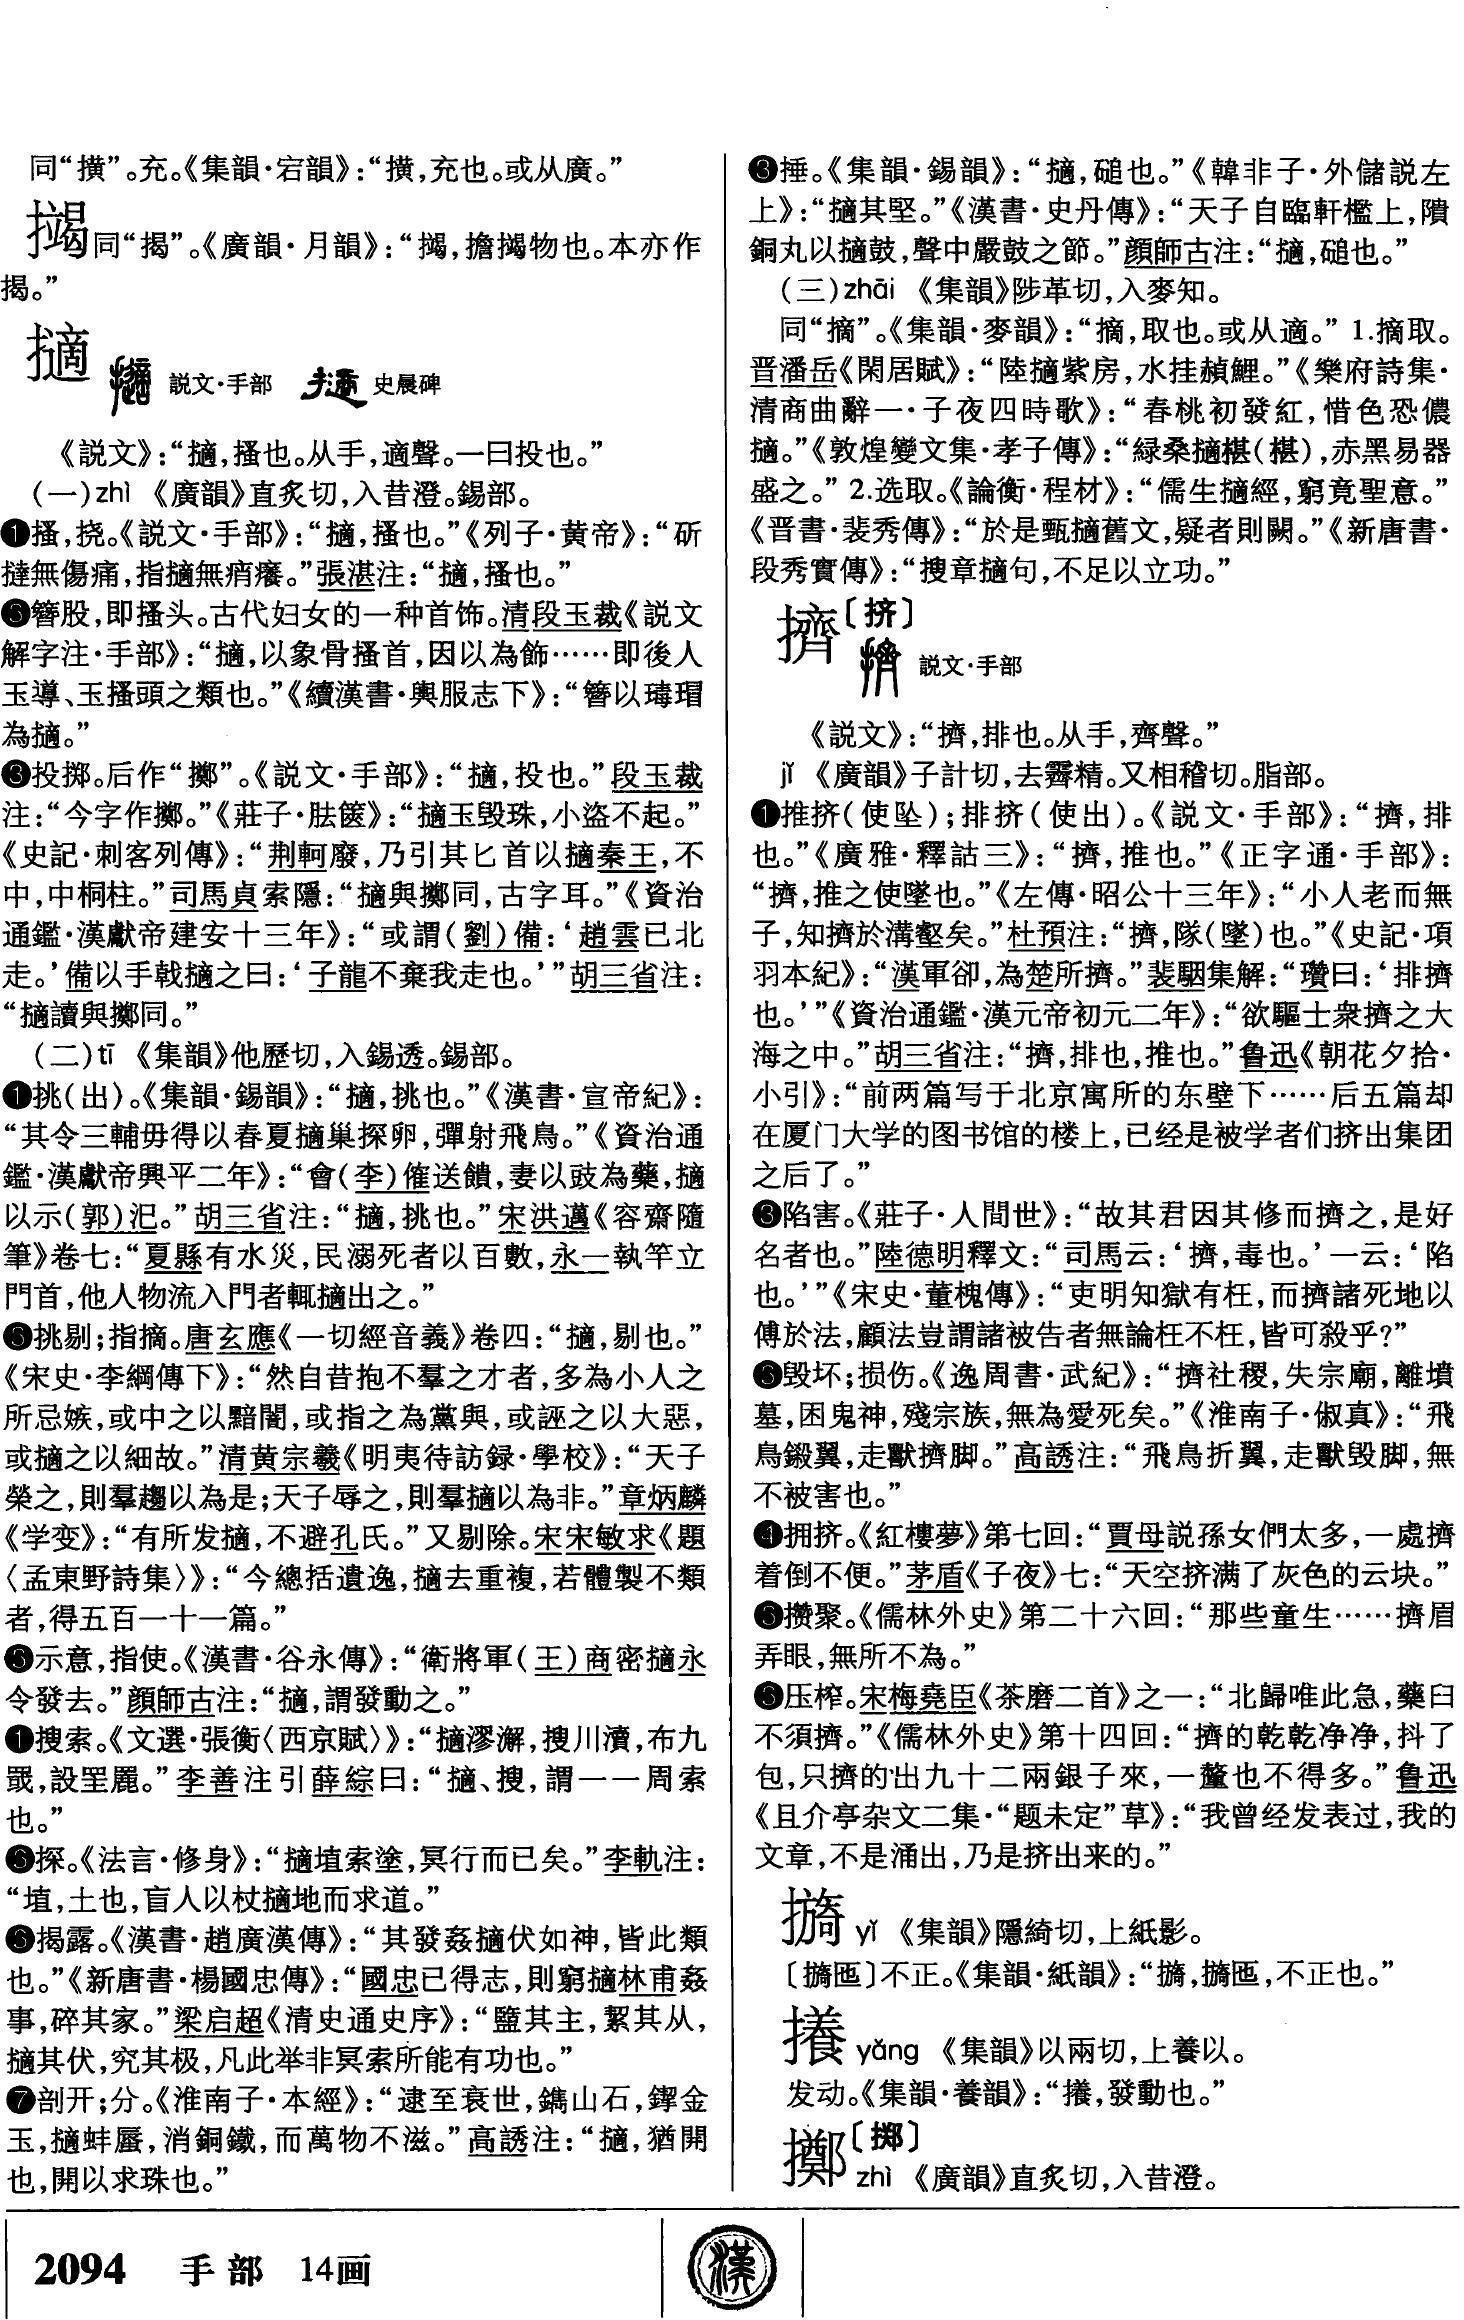 同“撗”。充。《集韻·宕韻》：“撗，充也。或从廣。”
擖同“揭”。《廣韻·月韻》：“擖，擔擖物也。本亦作
揭。”
擿
説文·手部　史晨碑
《説文》：“擿，搔也。从手，適聲。一曰投也。”
（一）zhì　《廣韻》直炙切，入昔澄。錫部。
❶搔，挠。《説文·手部》：“擿，搔也。”《列子·黄帝》：“斫
撻無傷痛，指擿無痟癢。”張湛注：“擿，搔也。”
❻簪股，即搔头。古代妇女的一种首饰。清段玉裁《説文
解字注·手部》：“擿，以象骨搔首，因以為飾……即後人
玉導、玉搔頭之類也。”《續漢書·輿服志下》：“簪以瑇瑁
為擿。”
❸投掷。后作“擲”。《説文·手部》：“擿，投也。”段玉裁
注：“今字作擲。”《莊子·胠篋》：“擿玉毁珠，小盗不起。”
《史記·刺客列傳》：“荆軻廢，乃引其匕首以擿秦王，不
中，中桐柱。”司馬貞索隱：“擿與擲同，古字耳。”《資治
通鑑·漢獻帝建安十三年》：“或謂（劉）備：‘趙雲已北
走。’備以手戟擿之曰：‘子龍不棄我走也。’”胡三省注：
“擿讀與擲同。”
（二）tī　《集韻》他歷切，入錫透。錫部。
❶挑（出）。《集韻·錫韻》：“擿，挑也。”《漢書·宣帝紀》：
“其令三輔毋得以春夏擿巢探卵，彈射飛鳥。”《資治通
鑑·漢獻帝興平二年》：“會（李）傕送饋，妻以豉為藥，擿
以示（郭）汜。”胡三省注：“擿，挑也。”宋洪邁《容齋隨
筆》卷七：“夏縣有水災，民溺死者以百數，永一執竿立
門首，他人物流入門者輒擿出之。”
❻挑剔；指摘。唐玄應《一切經音義》卷四：“擿，剔也。”
《宋史·李綱傳下》：“然自昔抱不羣之才者，多為小人之
所忌嫉，或中之以黯闇，或指之為黨與，或誣之以大惡，
或擿之以細故。”清黄宗羲《明夷待訪録·學校》：“天子
榮之，則羣趨以為是；天子辱之，則羣擿以為非。”章炳麟
《学变》：“有所发擿，不避孔氏。”又剔除。宋宋敏求《題
〈孟東野詩集〉》：“今總括遺逸，擿去重複，若體製不類
者，得五百一十一篇。”
❸示意，指使。《漢書·谷永傳》：“衛將軍（王）商密擿永
令發去。”顔師古注：“擿，謂發動之。”
❶搜索。《文選·張衡〈西京賦〉》：“擿漻澥，搜川瀆，布九
罭，設罜䍡。”李善注引薛綜曰：“擿、搜，謂一一周索
也。”
❻探。《法言·修身》：“擿埴索塗，冥行而已矣。”李軌注：
“埴，土也，盲人以杖擿地而求道。”
❻揭露。《漢書·趙廣漢傳》：“其發姦擿伏如神，皆此類
也。”《新唐書·楊國忠傳》：“國忠已得志，則窮擿林甫姦
事，碎其家。”梁启超《清史通史序》：“盬其主，絜其从，
擿其伏，究其极，凡此举非冥索所能有功也。”
❼剖开；分。《淮南子·本經》：“逮至衰世，鐫山石，鍥金
玉，擿蚌蜃，消銅鐵，而萬物不滋。”高誘注：“擿，猶開
也，開以求珠也。”
❸捶。《集韻·錫韻》：“擿，磓也。”《韓非子·外儲説左
上》：“擿其堅。”《漢書·史丹傳》：“天子自臨軒檻上，隤
銅丸以擿鼓，聲中嚴鼓之節。”顔師古注：“擿，磓也。”
（三）zhāi　《集韻》陟革切，入麥知。
同“摘”。《集韻·麥韻》：“摘，取也。或从適。”1.摘取。
晋潘岳《閑居賦》：“陸擿紫房，水挂赬鯉。”《樂府詩集·
清商曲辭一·子夜四時歌》：“春桃初發紅，惜色恐儂
擿。”《敦煌變文集·孝子傳》：“緑桑擿椹（椹），赤黑易器
盛之。”2.选取。《論衡·程材》：“儒生擿經，窮竟聖意。”
《晋書·裴秀傳》：“於是甄擿舊文，疑者則闕。”《新唐書·
段秀實傳》：“搜章擿句，不足以立功。”
擠〔挤〕
説文·手部
《説文》：“擠，排也。从手，齊聲。”
jǐ　《廣韻》子計切，去霽精。又相稽切。脂部。
❶推挤（使坠）；排挤（使出）。《説文·手部》：“擠，排
也。”《廣雅·釋詁三》：“擠，推也。”《正字通·手部》：
“擠，推之使墜也。”《左傳·昭公十三年》：“小人老而無
子，知擠於溝壑矣。”杜預注：“擠，隊（墜）也。”《史記·項
羽本紀》：“漢軍卻，為楚所擠。”裴駰集解：“瓚曰：‘排擠
也。’”《資治通鑑·漢元帝初元二年》：“欲驅士衆擠之大
海之中。”胡三省注：“擠，排也，推也。”鲁迅《朝花夕拾·
小引》：“前两篇写于北京寓所的东壁下……后五篇却
在厦门大学的图书馆的楼上，已经是被学者们挤出集团
之后了。”
❸陷害。《莊子·人間世》：“故其君因其修而擠之，是好
名者也。”陸德明釋文：“司馬云：‘擠，毒也。’一云：‘陷
也。’”《宋史·董槐傳》：“吏明知獄有枉，而擠諸死地以
傅於法，顧法豈謂諸被告者無論枉不枉，皆可殺乎？”
❸毁坏；损伤。《逸周書·武紀》：“擠社稷，失宗廟，離墳
墓，困鬼神，殘宗族，無為愛死矣。”《淮南子·俶真》：“飛
鳥鎩翼，走獸擠脚。”高誘注：“飛鳥折翼，走獸毁脚，無
不被害也。”
❹拥挤。《紅樓夢》第七回：“賈母説孫女們太多，一處擠
着倒不便。”茅盾《子夜》七：“天空挤满了灰色的云块。”
❺攒聚。《儒林外史》第二十六回：“那些童生……擠眉
弄眼，無所不為。”
❸压榨。宋梅堯臣《茶磨二首》之一：“北歸唯此急，藥臼
不須擠。”《儒林外史》第十四回：“擠的乾乾净净，抖了
包，只擠的出九十二兩銀子來，一釐也不得多。”鲁迅
《且介亭杂文二集·“题未定”草》：“我曾经发表过，我的
文章，不是涌出，乃是挤出来的。”
㩘yǐ　《集韻》隱綺切，上紙影。
〔㩘匜〕不正。《集韻·紙韻》：“㩘，㩘匜，不正也。”
攁yǎng　《集韻》以兩切，上養以。
发动。《集韻·養韻》：“攁，發動也。”
擲〔掷〕
zhì　《廣韻》直炙切，入昔澄。
2094　手部　14画
漢